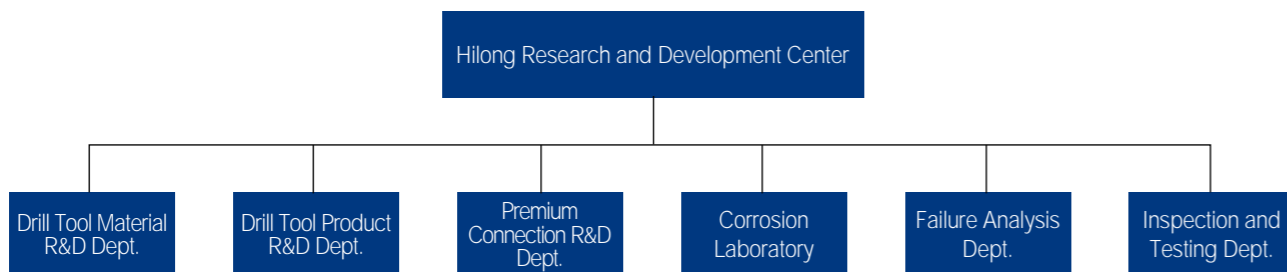 Hilong Research and Development Center
Drill Tool Material
R&D Dept.
Drill Tool Product
R&D Dept.
Premium
Connection R&D
Dept.
Corrosion
Laboratory
Failure Analysis
Dept.
Inspection and
Testing Dept.